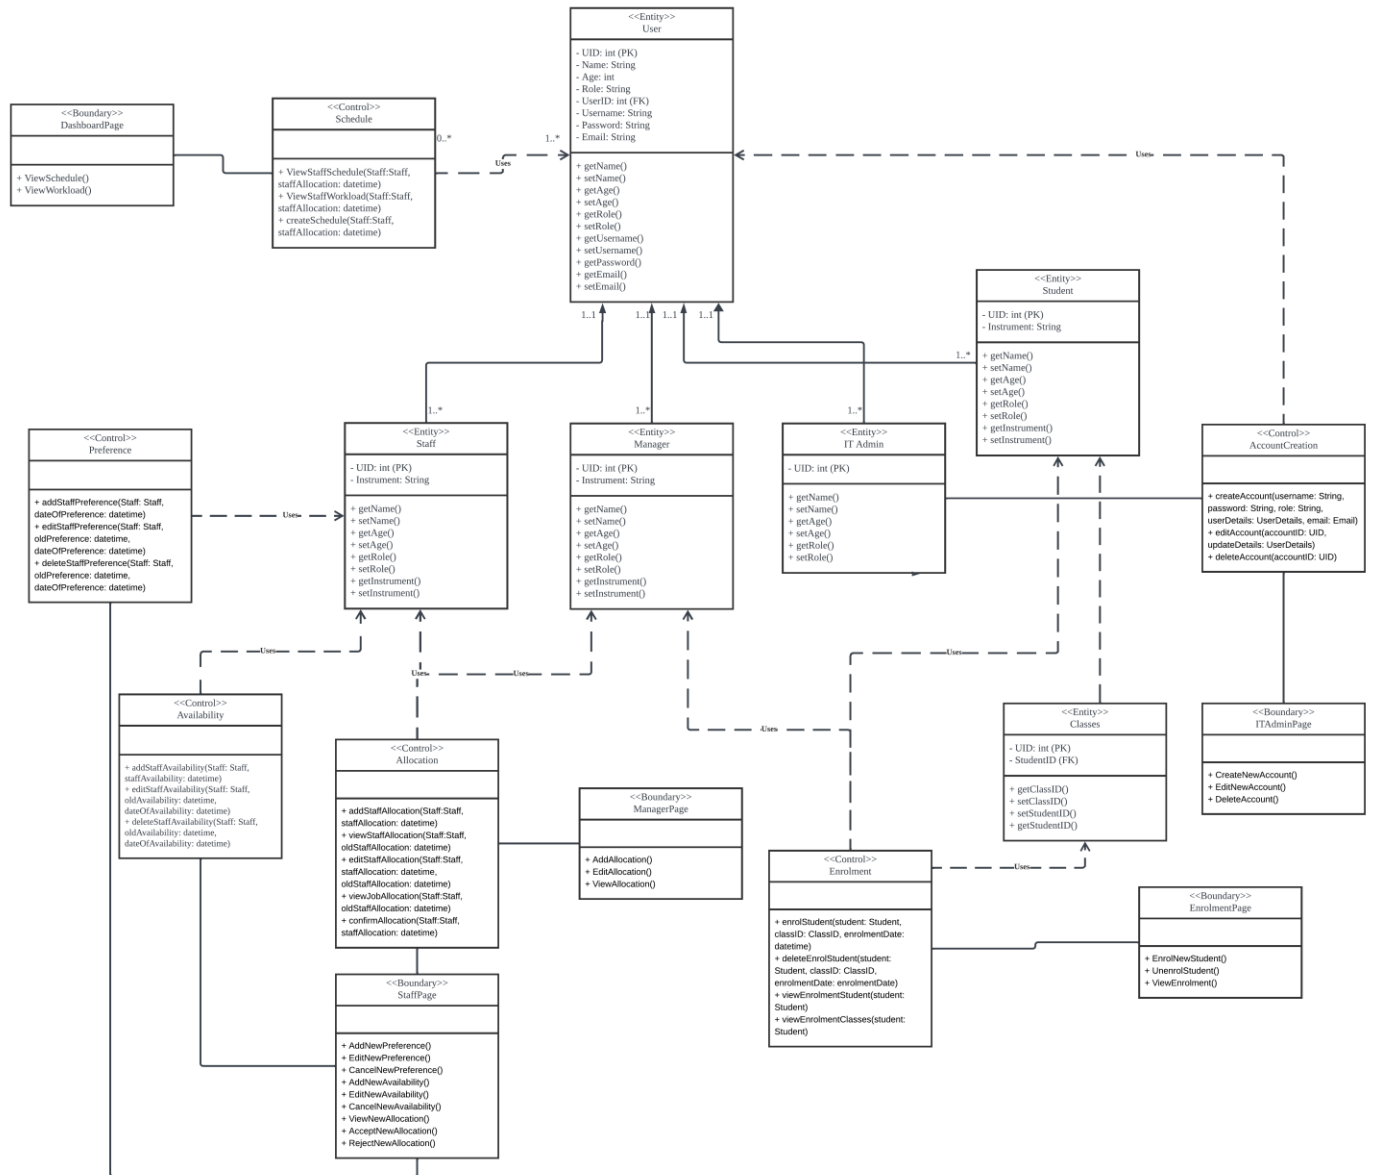 <<Entity>>
User
- UID: int (PK)
- Name: String
- Age: int
- Role: String
- UserID: int (FK)
- Username: String
- Password: String
- Email: String
+ getName()
+ setName()
+ getAge()
+ setAge()
+ getRole()
+ setRole()
+ getUsername()
+ setUsername()
+ getPassword()
+ getEmail()
+ setEmail()
<<Boundary>>
DashboardPage
+ ViewSchedule()
+ ViewWorkload()
<<Control>>
Schedule
+ ViewStaffSchedule(Staff:Staff,
staffAllocation: datetime)
+ ViewStaffWorkload(Staff:Staff,
staffAllocation: datetime)
+ createSchedule(Staff:Staff,
staffAllocation: datetime)
0..*
1..*
Uses
Uses
1..1
1..1
1..1
1..1
<<Entity>>
Student
- UID: int (PK)
- Instrument: String
+ getName()
+ setName()
+ getAge()
+ setAge()
+ getRole()
+ setRole()
+ getInstrument()
+ setInstrument()
1..*
1..*
1..*
1..*
<<Control>>
Preference
+ addStaffPreference(Staff: Staff,
dateOfPreference: datetime)
+ editStaffPreference(Staff: Staff,
oldPreference: datetime,
dateOfPreference: datetime)
+ deleteStaffPreference(Staff: Staff,
oldPreference: datetime,
dateOfPreference: datetime)
Uses
<<Entity>>
Staff
- UID: int (PK)
- Instrument: String
+ getName()
+ setName()
+ getAge()
+ setAge()
+ getRole()
+ setRole()
+ getInstrument()
+ setInstrument()
<<Entity>>
Manager
- UID: int (PK)
- Instrument: String
+ getName()
+ setName()
+ getAge()
+ setAge()
+ getRole()
+ setRole()
+ getInstrument()
+ setInstrument()
<<Entity>>
IT Admin
- UID: int (PK)
+ getName()
+ setName()
+ getAge()
+ setAge()
+ getRole()
+ setRole()
<<Control>>
AccountCreation
+ createAccount(username: String,
password: String, role: String,
userDetails: UserDetails, email: Email)
+ editAccount(accountID: UID,
updateDetails: UserDetails)
+ deleteAccount(accountID: UID)
Uses
Uses
Uses
Uses
Uses
<<Control>>
Availability
+ addStaffAvailability(Staff: Staff,
staffAvailability: datetime)
+ editStaffAvailability(Staff: Staff,
oldAvailability: datetime,
dateOfAvailability: datetime)
+ deleteStaffAvailability(Staff: Staff,
oldAvailability: datetime,
dateOfAvailability: datetime)
<<Control>>
Allocation
+ addStaffAllocation(Staff:Staff,
staffAllocation: datetime)
+ viewStaffAllocation(Staff:Staff,
oldStaffAllocation: datetime)
+ editStaffAllocation(Staff:Staff,
staffAllocation: datetime,
oldStaffAllocation: datetime)
+ viewJobAllocation(Staff:Staff,
oldStaffAllocation: datetime)
+ confirmAllocation(Staff:Staff,
staffAllocation: datetime)
<<Boundary>>
ManagerPage
+ AddAllocation()
+ EditAllocation()
+ ViewAllocation()
<<Entity>>
Classes
- UID: int (PK)
- StudentID (FK)
+ getClassID()
+ setClassID()
+ setStudentID()
+ getStudentID()
<<Boundary>>
ITAdminPage
+ CreateNewAccount()
+ EditNewAccount()
+ DeleteAccount()
<<Control>>
Enrolment
+ enrolStudent(student: Student,
classID: ClassID, enrolmentDate:
datetime)
+ deleteEnrolStudent(student:
Student, classID: ClassID,
enrolmentDate: enrolmentDate)
+ viewEnrolmentStudent(student:
Student)
+ viewEnrolmentClasses(student:
Student)
Uses
<<Boundary>>
EnrolmentPage
+ EnrolNewStudent()
+ UnenrolStudent()
+ ViewEnrolment()
<<Boundary>>
StaffPage
+ AddNewPreference()
+ EditNewPreference()
+ CancelNewPreference()
+ AddNewAvailability()
+ EditNewAvailability()
+ CancelNewAvailability()
+ ViewNewAllocation()
+ AcceptNewAllocation()
+ RejectNewAllocation()